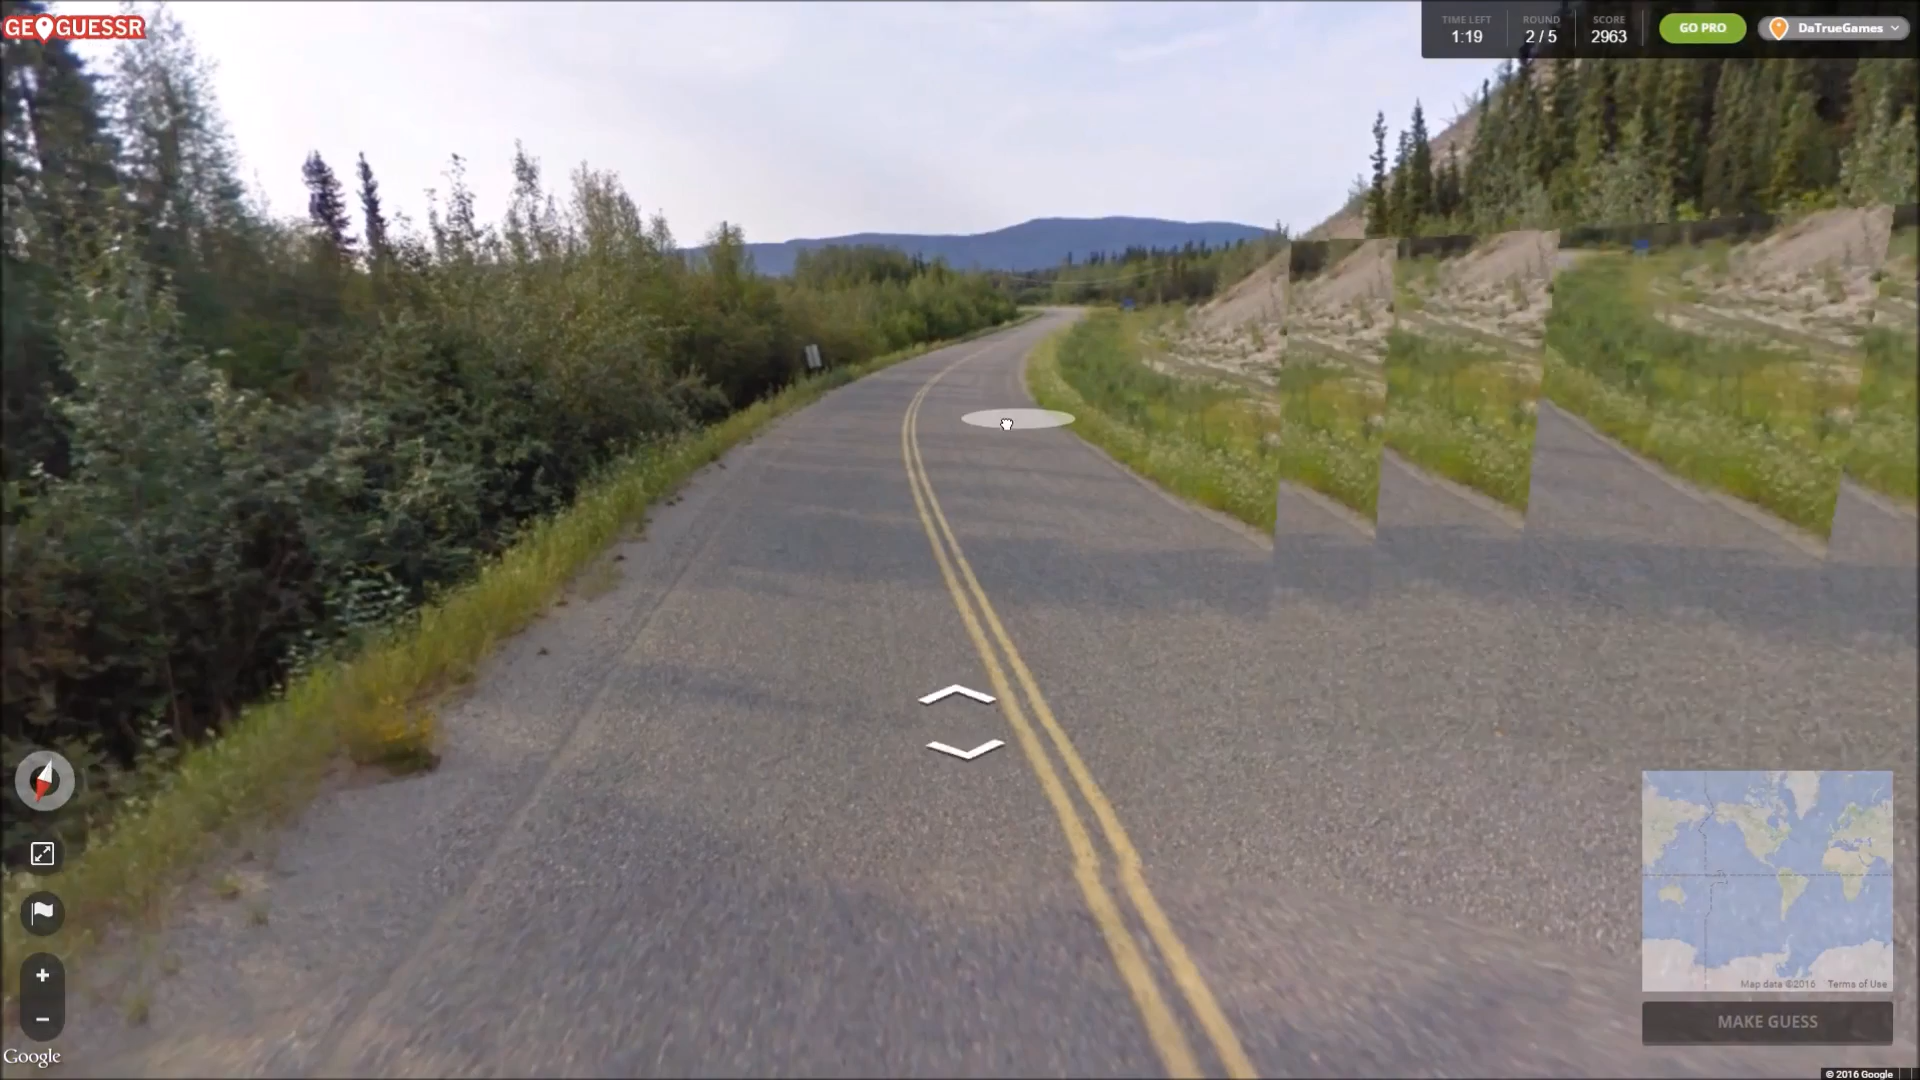 GEOGUESSR
TIME LEFT
1:19
ROUND
2 / 5
SCORE
2963
GO PRO
DaTrueGames
+
−
Google
Map data ©2016
Terms of Use
MAKE GUESS
© 2016 Google